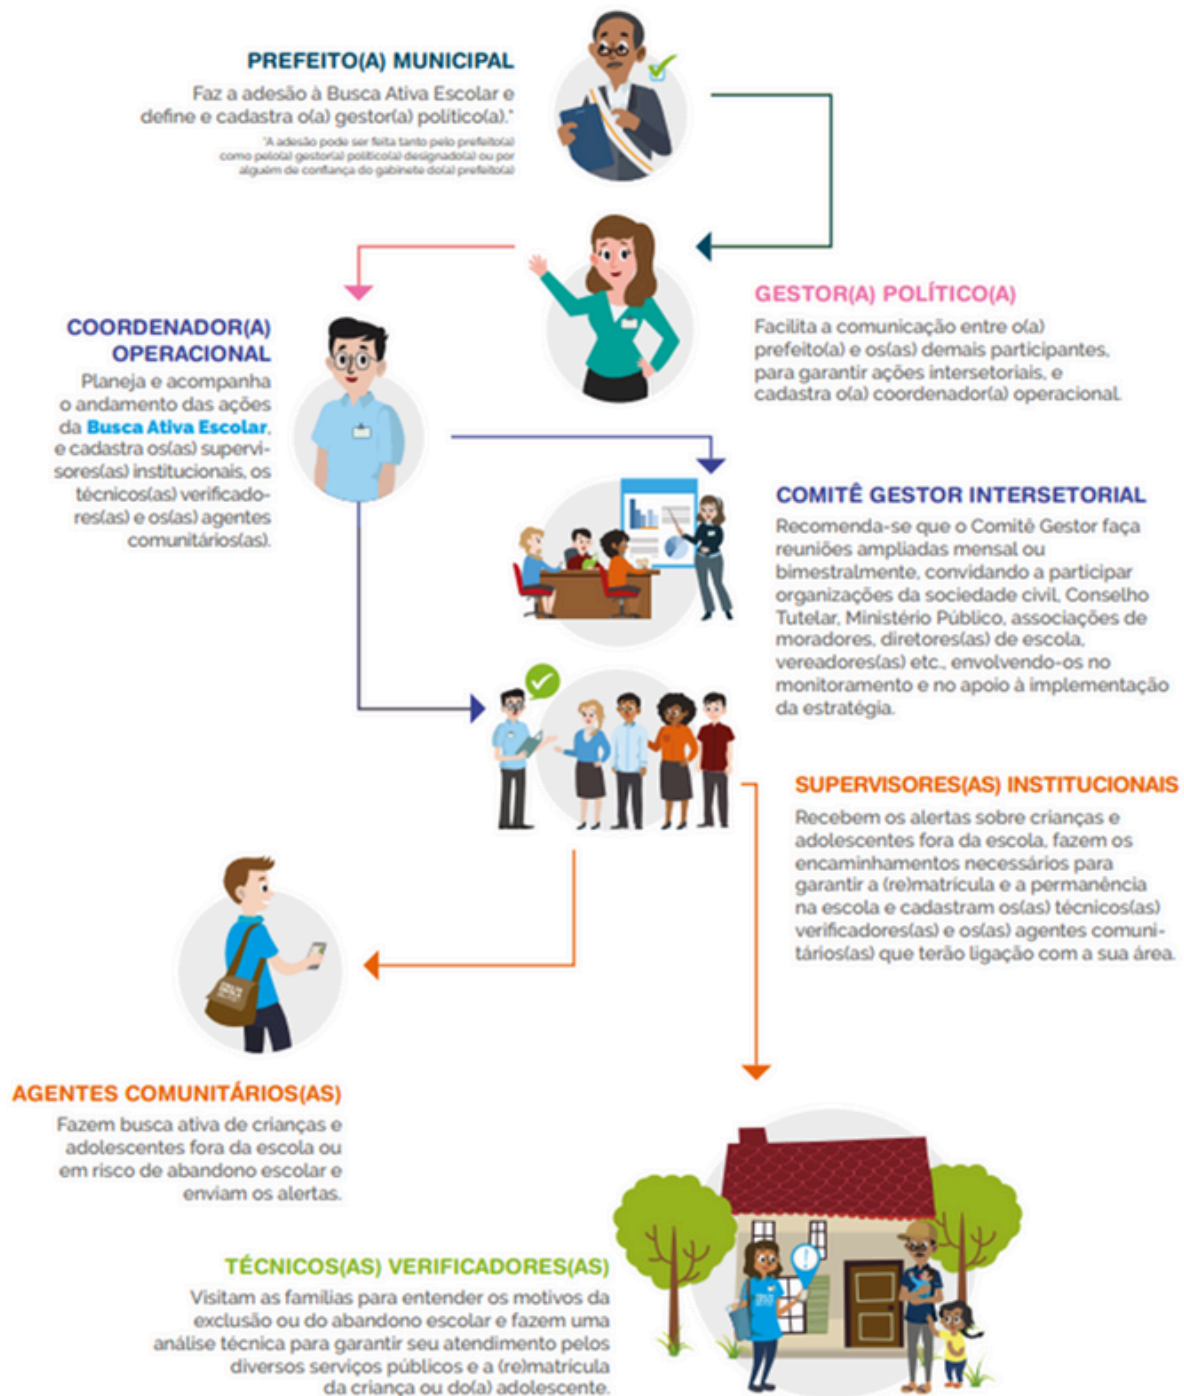 PREFEITO(A) MUNICIPAL
Faz a adesão à Busca Ativa Escolar e
define e cadastra o(a) gestor(a) político(a).*
*A adesão pode ser feita tanto pelo prefeito(a)
como pelo(a) gestor(a) político(a) designado(a) ou por
alguém de confiança do gabinete do(a) prefeito(a)
GESTOR(A) POLÍTICO(A)
Facilita a comunicação entre o(a)
prefeito(a) e os(as) demais participantes,
para garantir ações intersetoriais, e
cadastra o(a) coordenador(a) operacional.
COORDENADOR(A)
OPERACIONAL
Planeja e acompanha
o andamento das ações
da Busca Ativa Escolar,
e cadastra os(as) supervi-
sores(as) institucionais, os
técnicos(as) verificado-
res(as) e os(as) agentes
comunitários(as).
COMITÊ GESTOR INTERSETORIAL
Recomenda-se que o Comitê Gestor faça
reuniões ampliadas mensal ou
bimestralmente, convidando a participar
organizações da sociedade civil, Conselho
Tutelar, Ministério Público, associações de
moradores, diretores(as) de escola,
vereadores(as) etc., envolvendo-os no
monitoramento e no apoio à implementação
da estratégia.
SUPERVISORES(AS) INSTITUCIONAIS
Recebem os alertas sobre crianças e
adolescentes fora da escola, fazem os
encaminhamentos necessários para
garantir a (re)matrícula e a permanência
na escola e cadastram os(as) técnicos(as)
verificadores(as) e os(as) agentes comuni-
tários(as) que terão ligação com a sua área.
AGENTES COMUNITÁRIOS(AS)
Fazem busca ativa de crianças e
adolescentes fora da escola ou
em risco de abandono escolar e
enviam os alertas.
TÉCNICOS(AS) VERIFICADORES(AS)
Visitam as famílias para entender os motivos da
exclusão ou do abandono escolar e fazem uma
análise técnica para garantir seu atendimento pelos
diversos serviços públicos e a (re)matrícula
da criança ou do(a) adolescente.